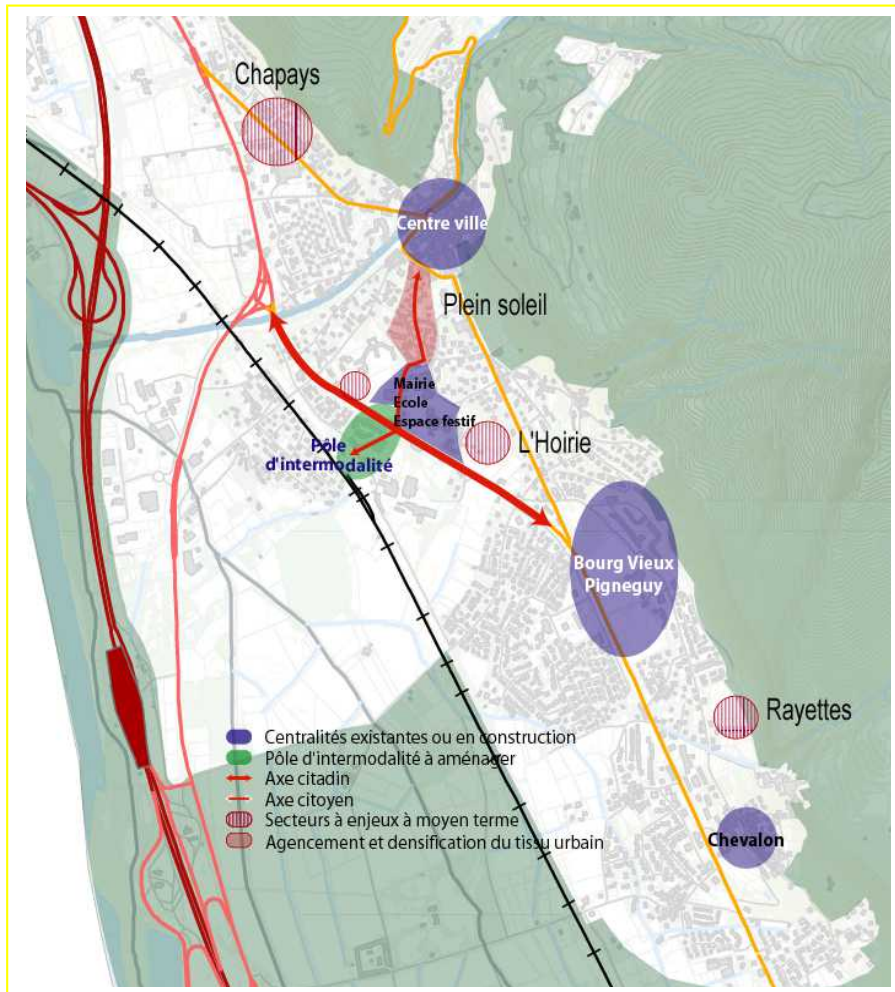 Chapays
Centre ville
Plein soleil
Mairie
Ecole
Espace festif
L'Hoirie
Pôle
d'intermodalité
Bourg Vieux
Pigneguy
Rayettes
Chevalon
Centralités existantes ou en construction
Pôle d'intermodalité à aménager
Axe citadin
Axe citoyen
Secteurs à enjeux à moyen terme
Agencement et densification du tissu urbain